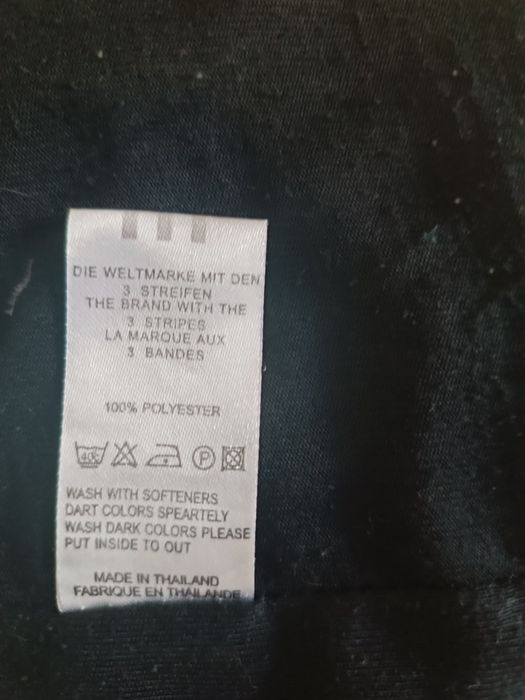 DIE WELTMARKE MIT DEN
3 STREIFEN
THE BRAND WITH THE
3 STRIPES
LA MARQUE AUX
3 BANDES
100% POLYESTER
40C P
WASH WITH SOFTENERS
DART COLORS SPEARTELY
WASH DARK COLORS PLEASE
PUT INSIDE TO OUT
MADE IN THAILAND
FABRIQUE EN THAILANDE